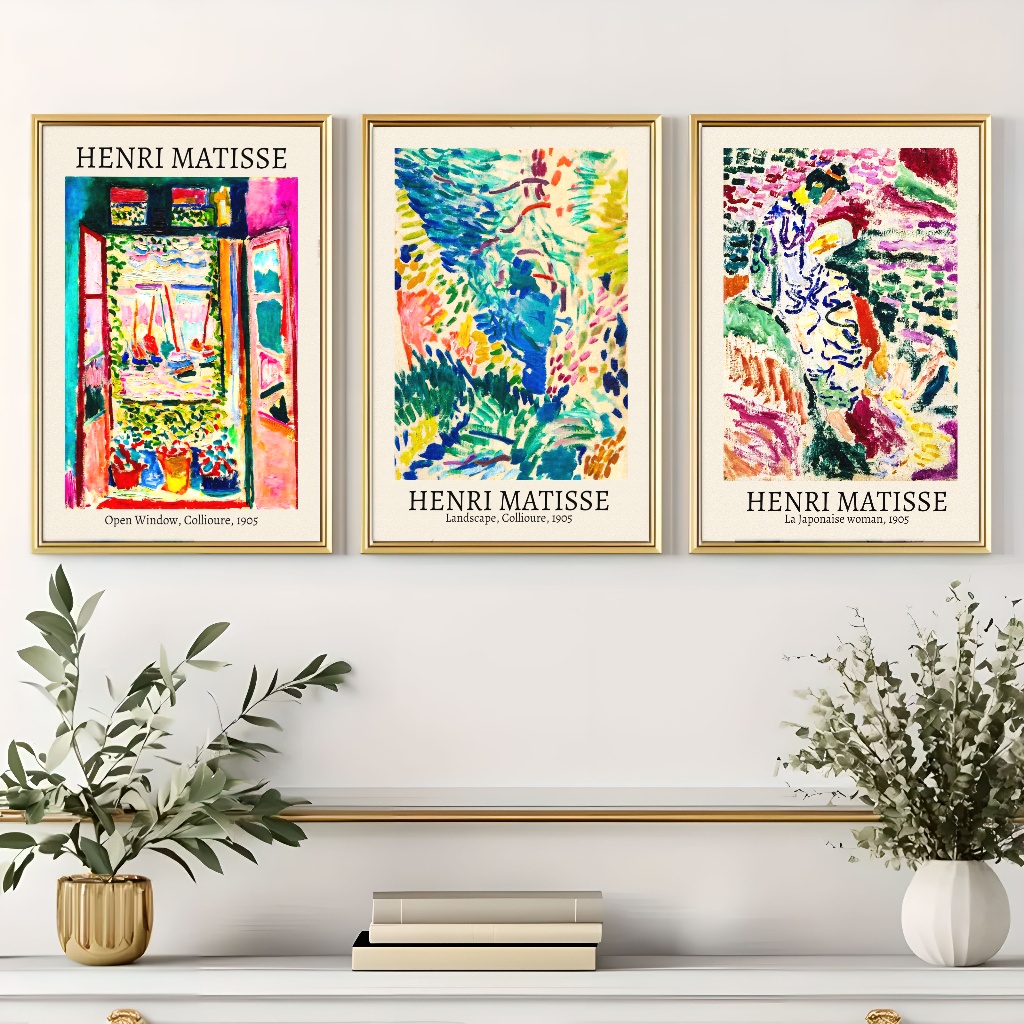 HENRI MATISSE
Open Window, Collioure, 1905
HENRI MATISSE
Landscape, Collioure, 1905
HENRI MATISSE
La Japonaise woman, 1905